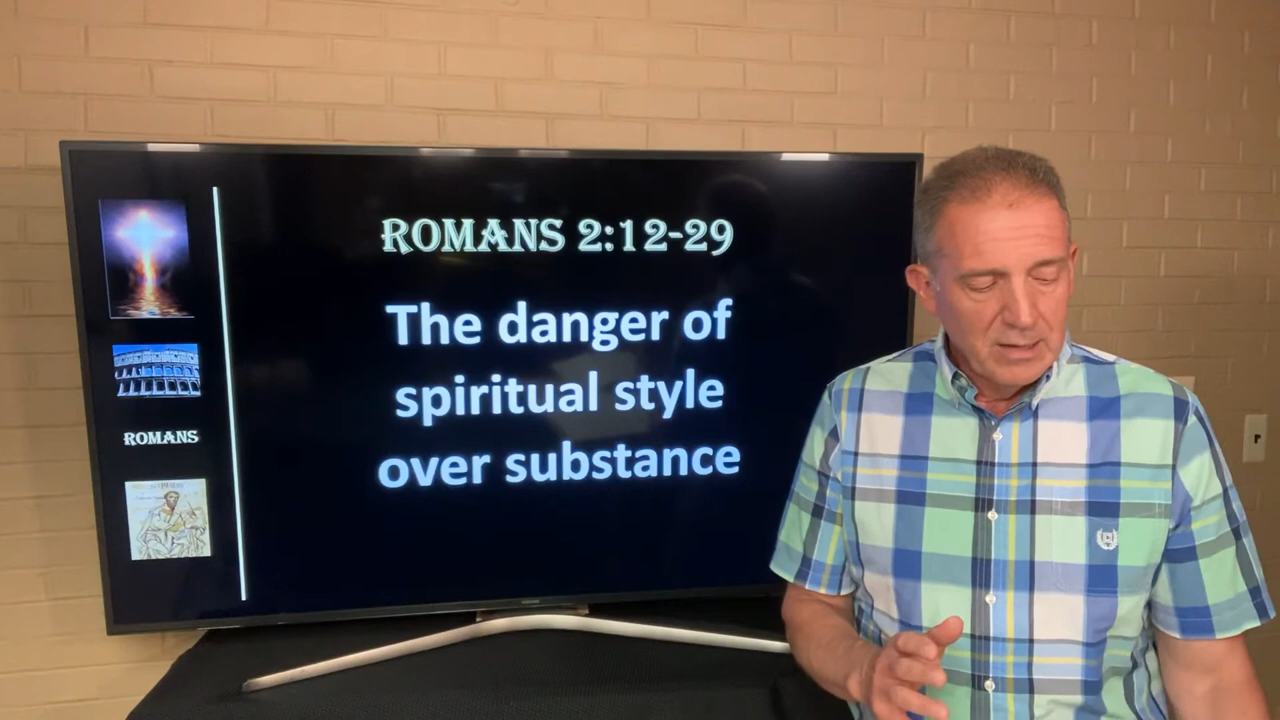 ROMANS 2:12-29
The danger of
spiritual style
over substance
ROMANS